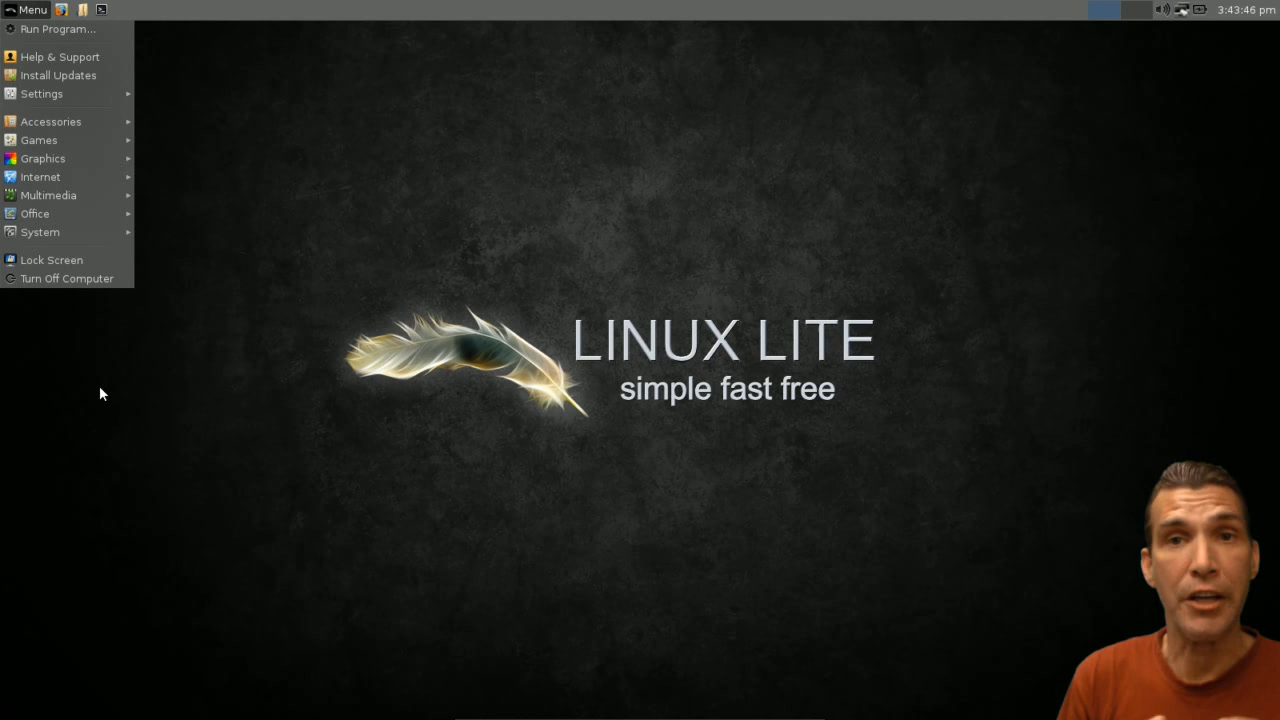 Menu
3:43:46 pm
Run Program...
Help & Support
Install Updates
Settings
Accessories
Games
Graphics
Internet
Multimedia
Office
System
Lock Screen
Turn Off Computer
LINUX LITE
simple fast free